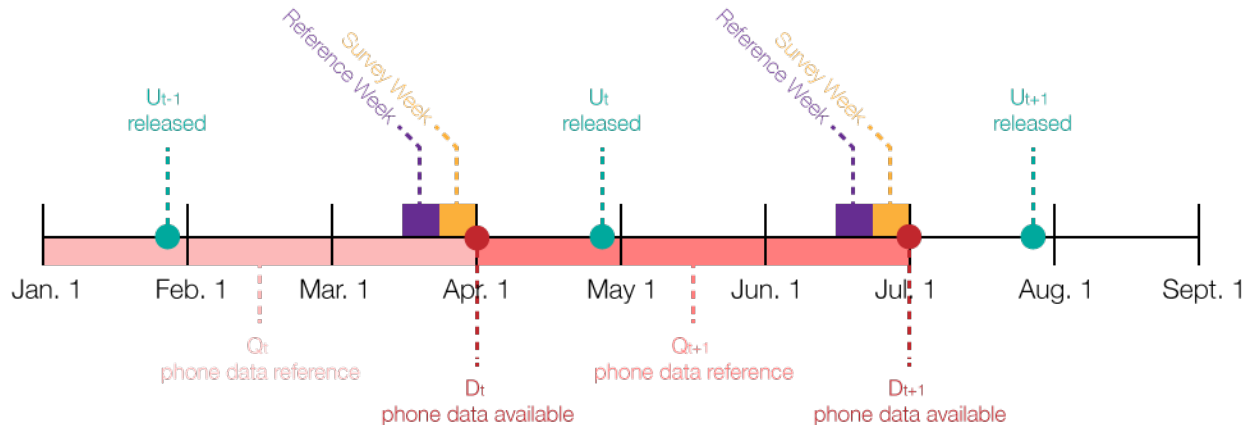 Reference Week
Survey Week
Reference Week
Survey Week
Ut-1
released
Ut
released
Ut+1
released
Jan. 1
Feb. 1
Mar. 1
Apr. 1
May 1
Jun. 1
Jul. 1
Aug. 1
Sept. 1
Qt
phone data reference
Qt+1
phone data reference
Dt
phone data available
Dt+1
phone data available